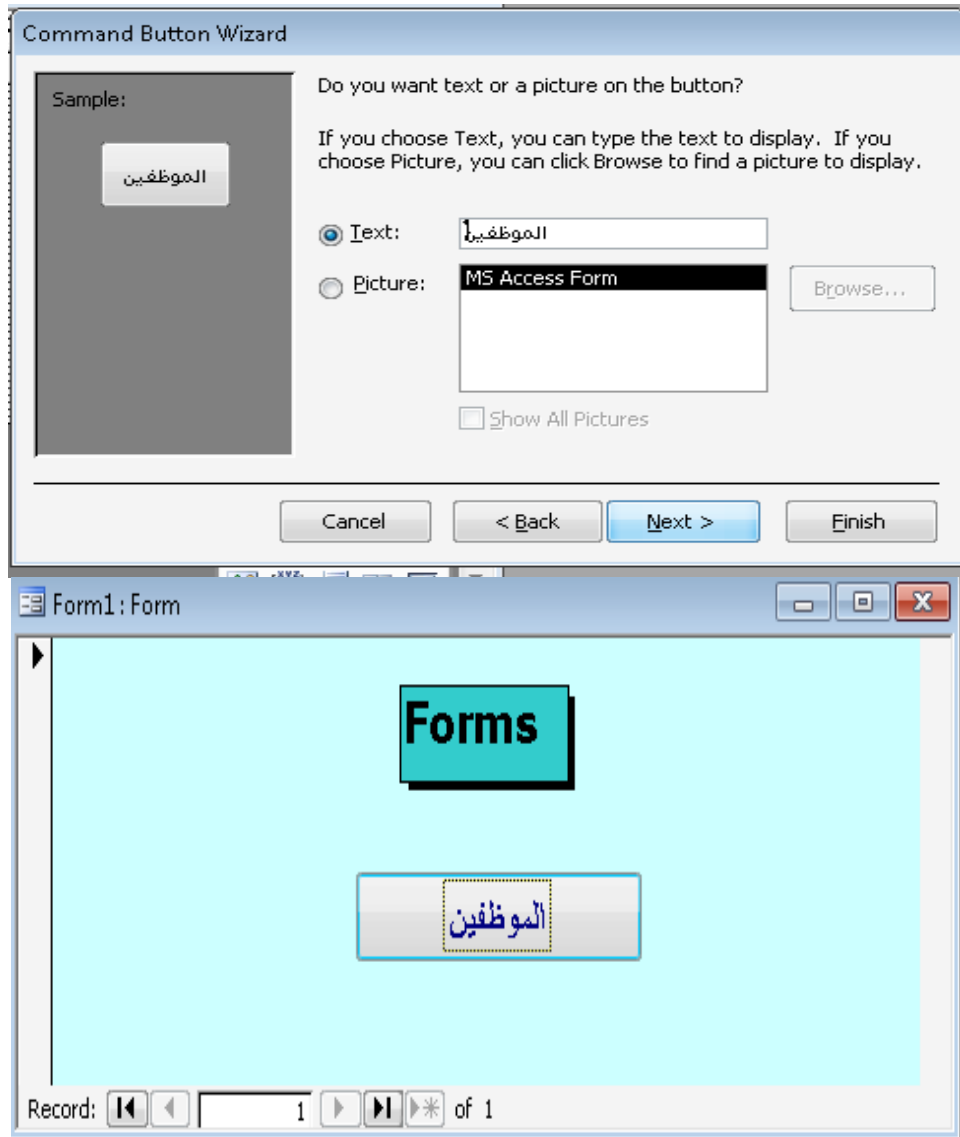 Command Button Wizard
Sample:
الموظفين
Do you want text or a picture on the button?
If you choose Text, you can type the text to display. If you
choose Picture, you can click Browse to find a picture to display.
Text:
الموظفين
Picture:
MS Access Form
Browse...
Show All Pictures
Cancel
< Back
Next >
Finish
Form1 : Form
Forms
الموظفين
Record: 1 of 1